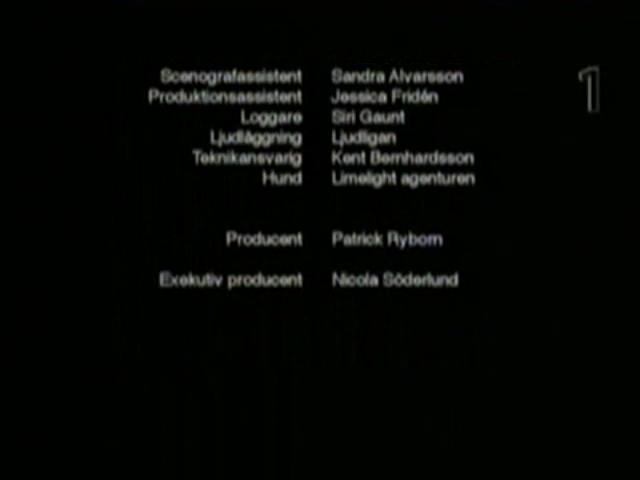 Scenografassistent Sandra Alvarsson
Produktionsassistent Jessica Fridén
Loggare Siri Gaunt
Ljudläggning Ljudligan
Teknikansvarig Kent Bernhardsson
Hund Limelight agenturen
Producent Patrick Ryborn
Exekutiv producent Nicola Söderlund
1